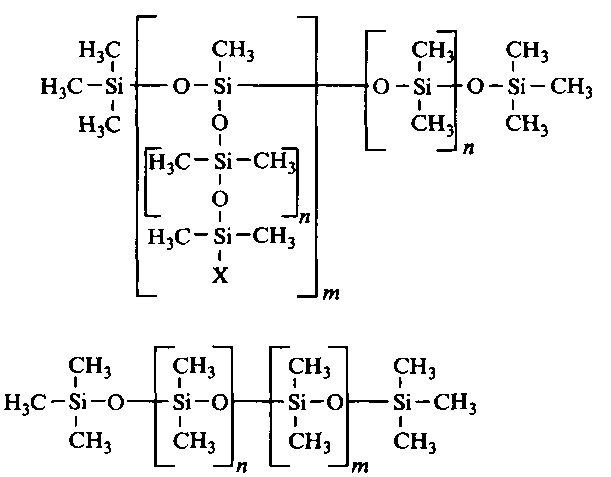 H₃C CH₃ CH₃ CH₃
H₃C–Si–O–Si–O–Si–O–Si–CH₃
H₃C O CH₃ CH₃
H₃C–Si–CH₃ n
O
n
H₃C–Si–CH₃
X
m
CH₃ CH₃ CH₃ CH₃
H₃C–Si–O–Si–O–Si–O–Si–CH₃
CH₃ CH₃ CH₃ CH₃
n m